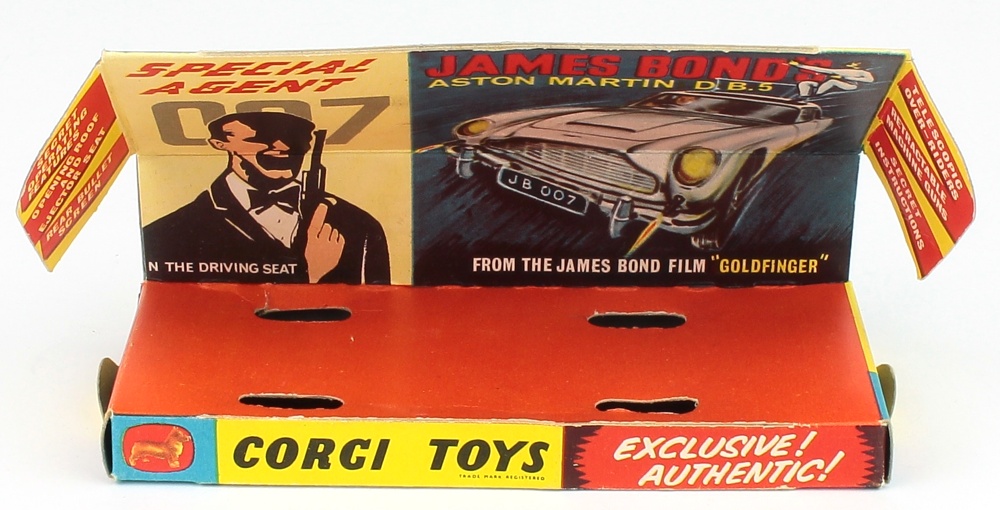 SPECIAL
AGENT
007
N THE DRIVING SEAT
JAMES BOND'S
ASTON MARTIN D.B.5
JB 007
FROM THE JAMES BOND FILM "GOLDFINGER"
SECRET
INSTRUCTIONS
OPENING ROOF
AND
EJECTOR SEAT
REAR BULLET
SCREEN
TELESCOPIC
OVER-RIDERS
RETRACTABLE
MACHINE GUNS
SECRET
INSTRUCTIONS
CORGI TOYS
TRADE MARK REGISTERED
EXCLUSIVE!
AUTHENTIC!